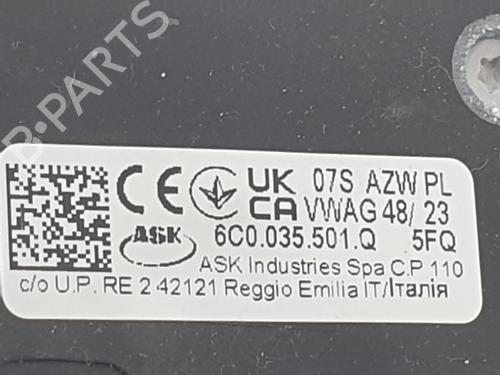 B-PARTS
CE UK CA 07S AZW PL
VWAG 48/ 23
ASK 6C0.035.501.Q 5FQ
ASK Industries Spa C.P 110
c/o U.P. RE 2 42121 Reggio Emilia IT/Італія